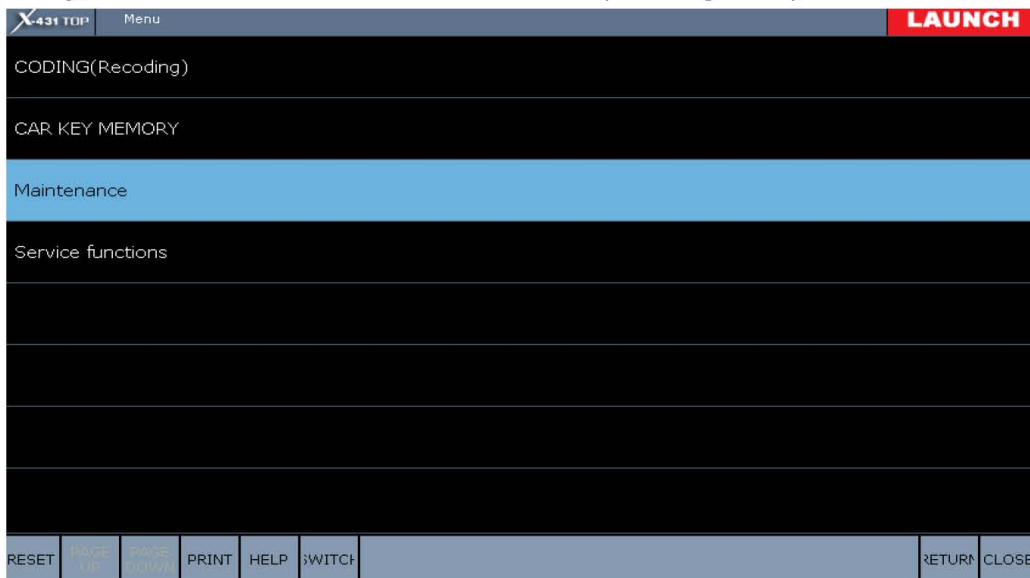 X-431 TOP Menu LAUNCH
CODING(Recoding)
CAR KEY MEMORY
Maintenance
Service functions
RESET PAGE UP PAGE DOWN PRINT HELP SWITCH RETURN CLOSE